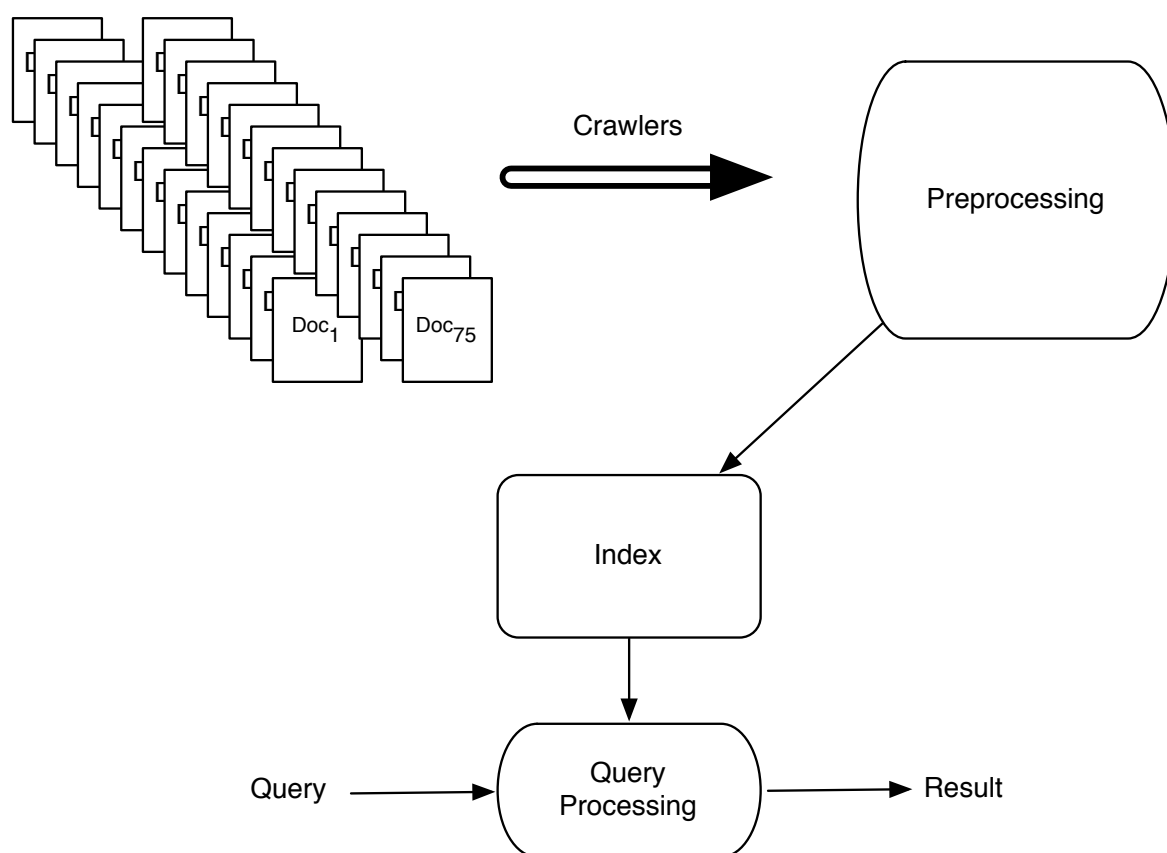 Crawlers
Preprocessing
Doc₁
Doc₇₅
Index
Query
Query
Processing
Result